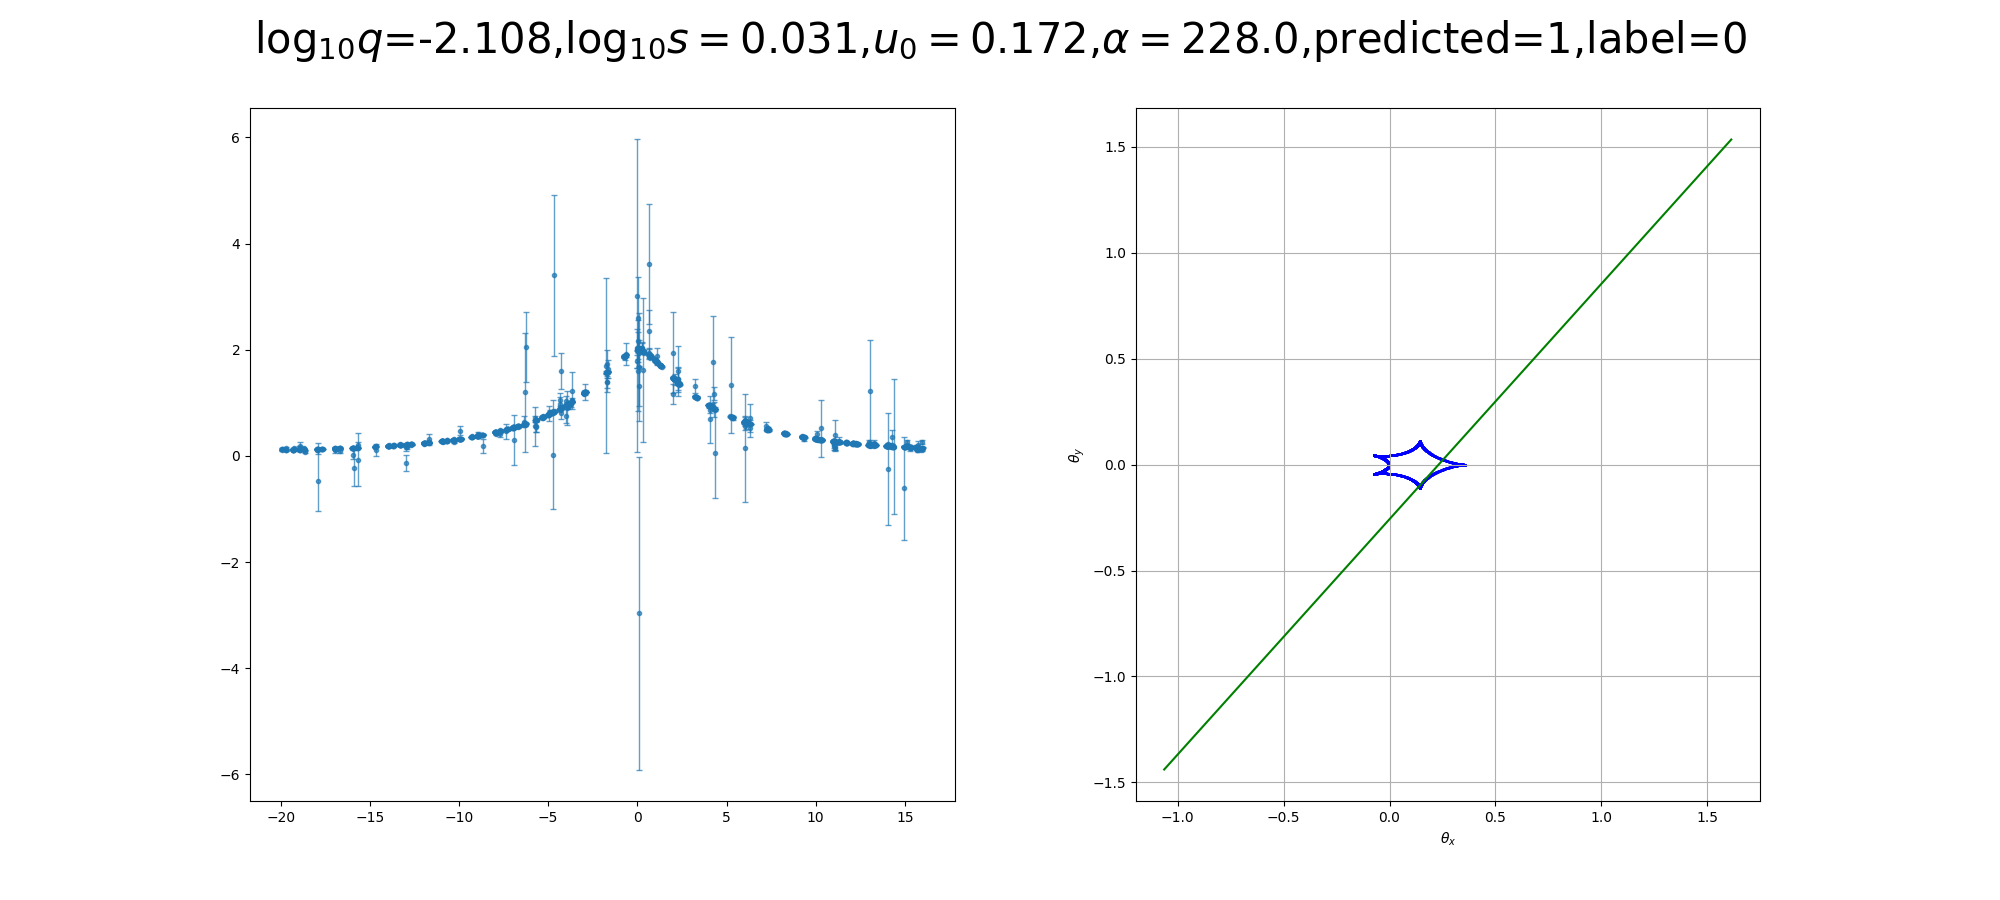 log₁₀q=-2.108,log₁₀s = 0.031,u₀ = 0.172,α = 228.0,predicted=1,label=0
6
4
2
0
−2
−4
−6
−20 −15 −10 −5 0 5 10 15
1.5
1.0
0.5
0.0
−0.5
−1.0
−1.5
θy
−1.0 −0.5 0.0 0.5 1.0 1.5
θx